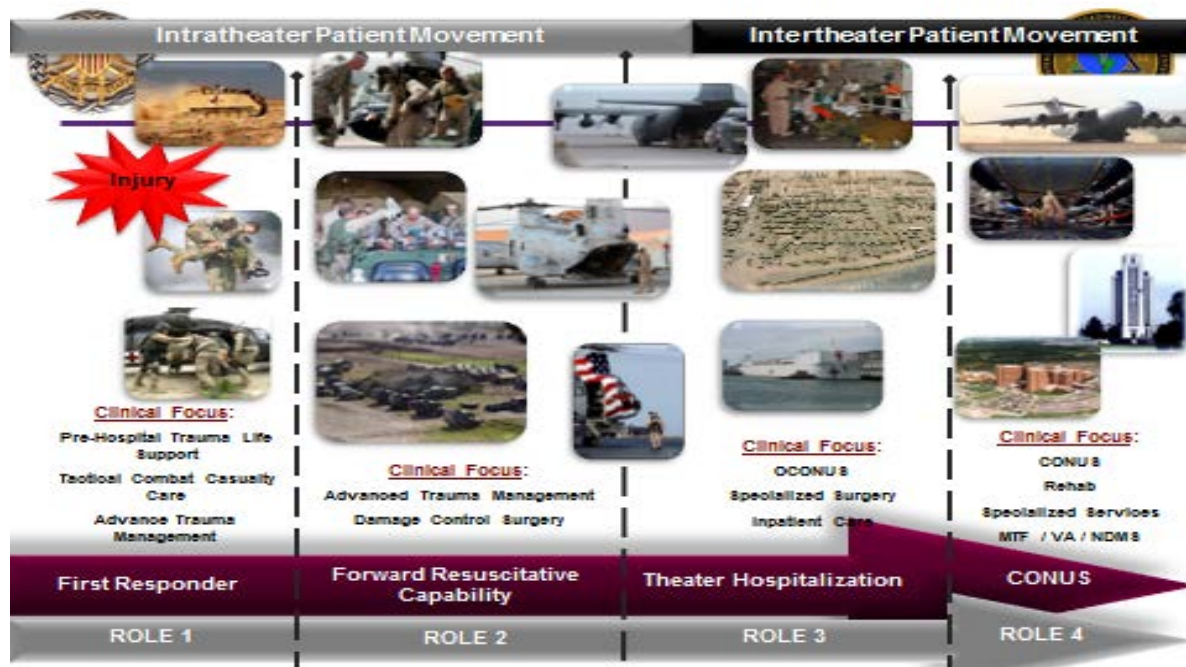 Intratheater Patient Movement
Intertheater Patient Movement
Injury
Clinical Focus:
Pre-Hospital Trauma Life
Support
Tactical Combat Casualty
Care
Advance Trauma
Management
Clinical Focus:
Advanced Trauma Management
Damage Control Surgery
Clinical Focus:
OCONUS
Specialized Surgery
Inpatient Care
Clinical Focus:
CONUS
Rehab
Specialized Services
MTF / VA / NDMS
First Responder
Forward Resuscitative
Capability
Theater Hospitalization
CONUS
ROLE 1
ROLE 2
ROLE 3
ROLE 4